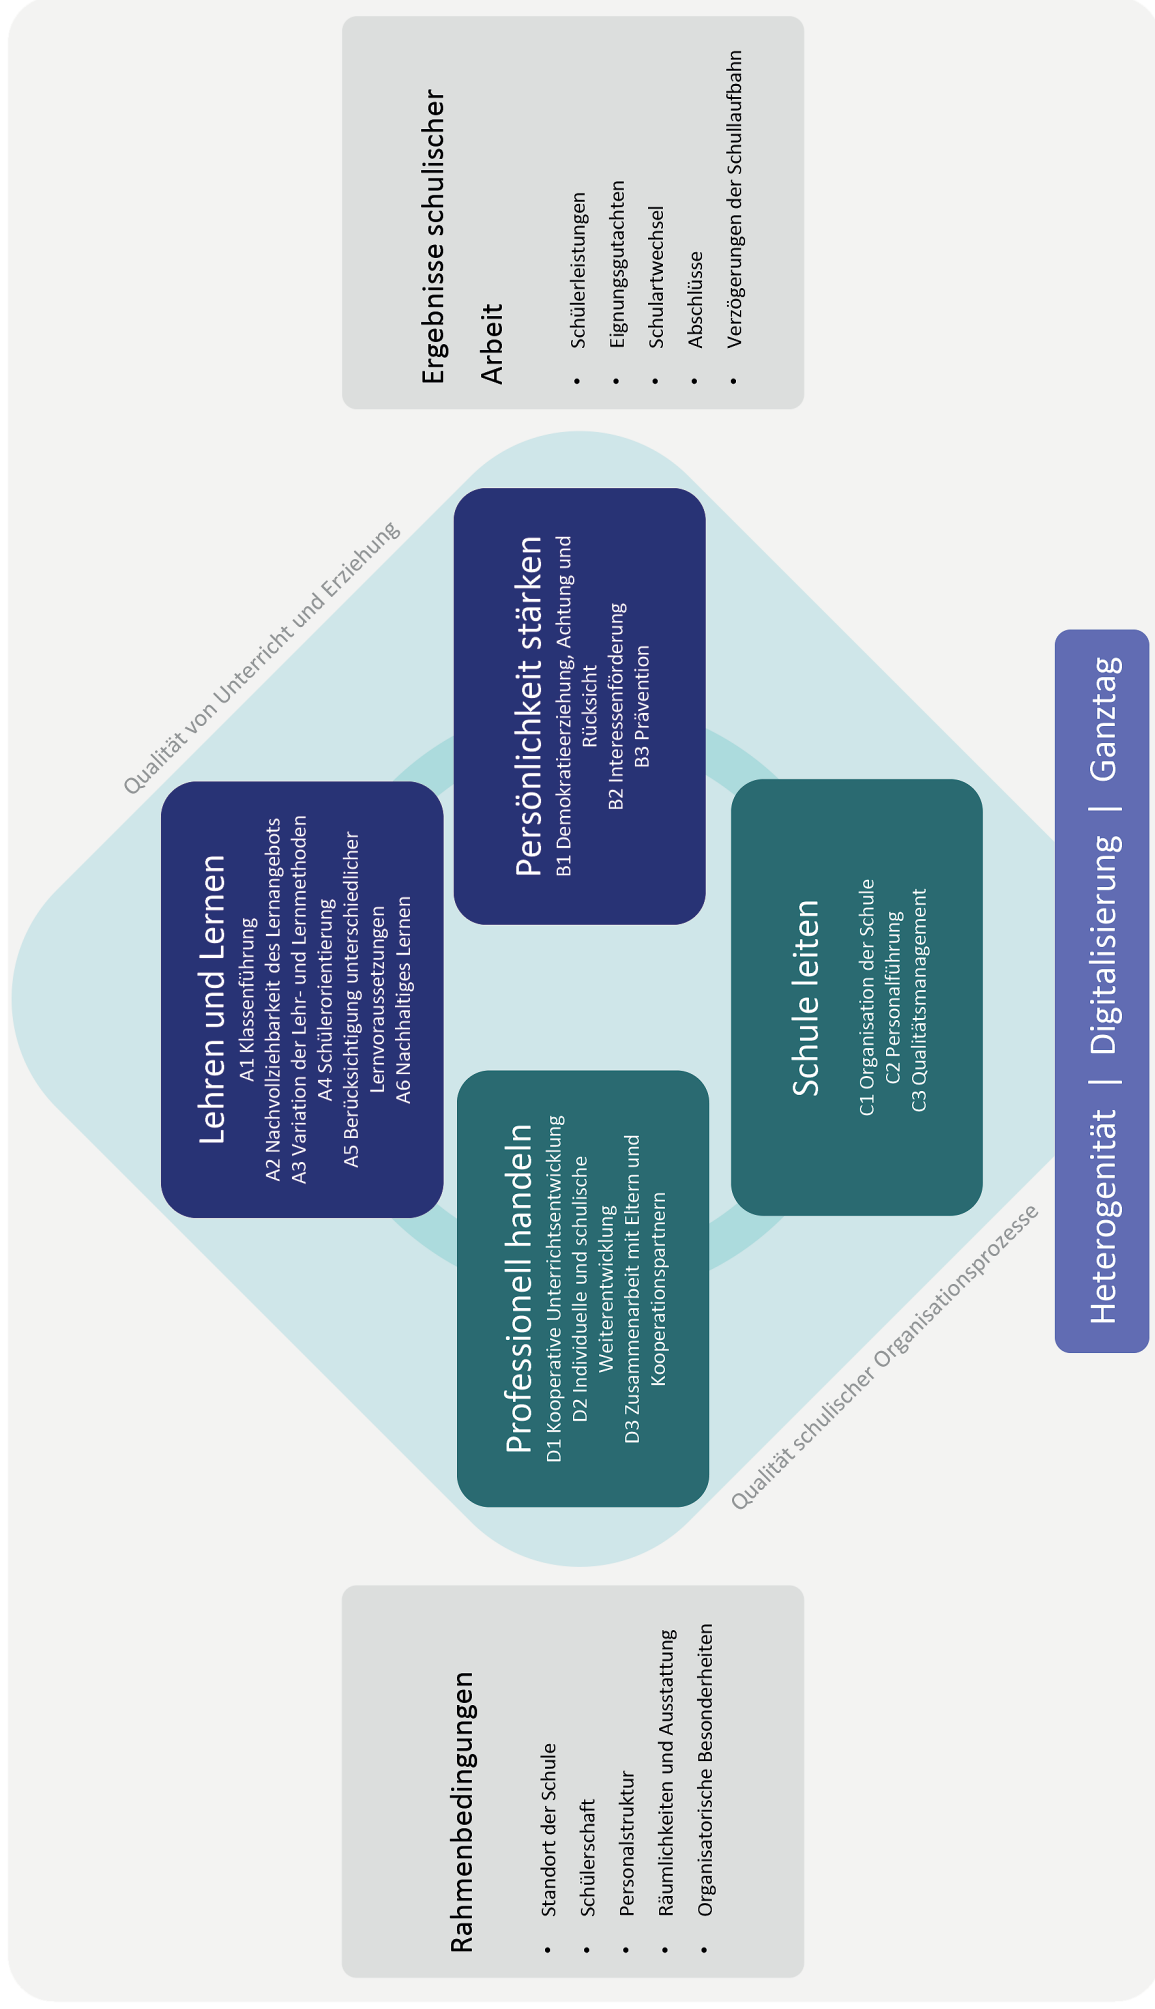 Rahmenbedingungen
• Standort der Schule
• Schülerschaft
• Personalstruktur
• Räumlichkeiten und Ausstattung
• Organisatorische Besonderheiten
Qualität von Unterricht und Erziehung
Lehren und Lernen
A1 Klassenführung
A2 Nachvollziehbarkeit des Lernangebots
A3 Variation der Lehr- und Lernmethoden
A4 Schülerorientierung
A5 Berücksichtigung unterschiedlicher
Lernvoraussetzungen
A6 Nachhaltiges Lernen
Professionell handeln
D1 Kooperative Unterrichtsentwicklung
D2 Individuelle und schulische
Weiterentwicklung
D3 Zusammenarbeit mit Eltern und
Kooperationspartnern
Persönlichkeit stärken
B1 Demokratieerziehung, Achtung und
Rücksicht
B2 Interessenförderung
B3 Prävention
Schule leiten
C1 Organisation der Schule
C2 Personalführung
C3 Qualitätsmanagement
Qualität schulischer Organisationsprozesse
Ergebnisse schulischer
Arbeit
• Schülerleistungen
• Eignungsgutachten
• Schulartwechsel
• Abschlüsse
• Verzögerungen der Schullaufbahn
Heterogenität | Digitalisierung | Ganztag